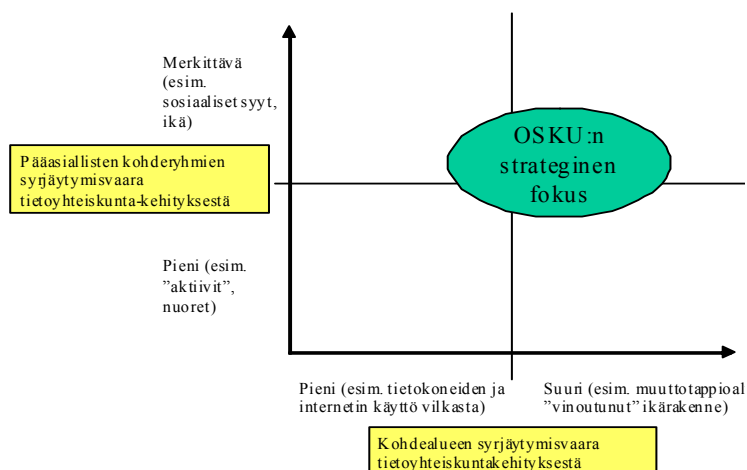 Merkittävä
(esim.
sosiaaliset syyt,
ikä)
OSKU:n
strateginen
fokus
Pääasiallisten kohderyhmien
syrjäytymisvaara
tietoyhteiskunta-kehityksestä
Pieni (esim.
”aktiivit”,
nuoret)
Pieni (esim. tietokoneiden ja
internetin käyttö vilkasta)
Suuri (esim. muuttotappioal
”vinoutunut” ikärakenne)
Kohdealueen syrjäytymisvaara
tietoyhteiskuntakehityksestä